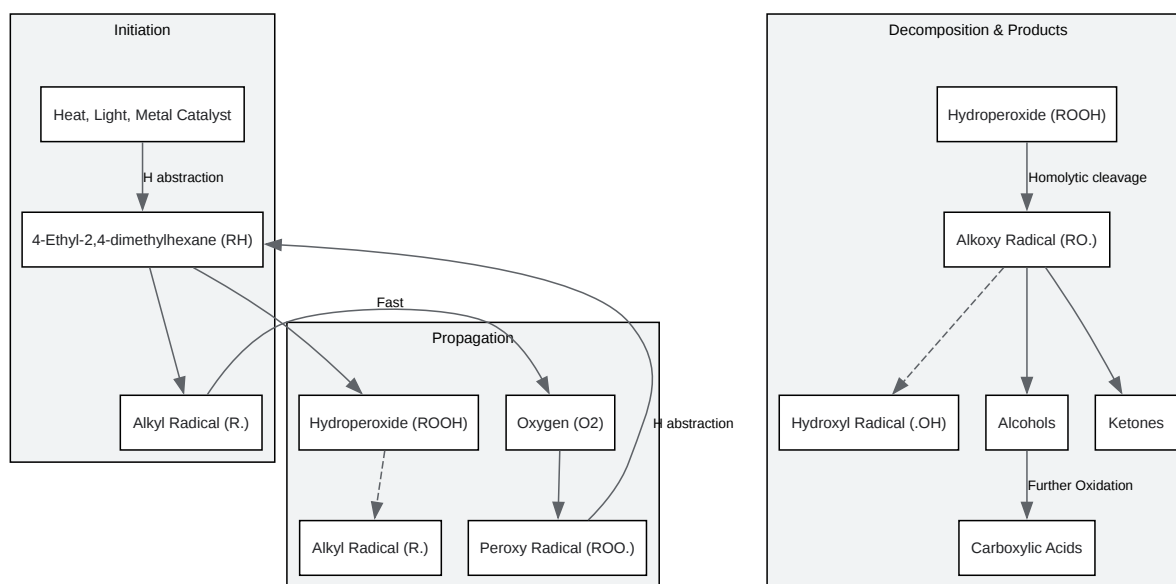 Initiation
Heat, Light, Metal Catalyst
H abstraction
4-Ethyl-2,4-dimethylhexane (RH)
Alkyl Radical (R.)
Fast
Propagation
Hydroperoxide (ROOH)
Oxygen (O2)
H abstraction
Alkyl Radical (R.)
Peroxy Radical (ROO.)
Decomposition & Products
Hydroperoxide (ROOH)
Homolytic cleavage
Alkoxy Radical (RO.)
Hydroxyl Radical (.OH)
Alcohols
Ketones
Further Oxidation
Carboxylic Acids